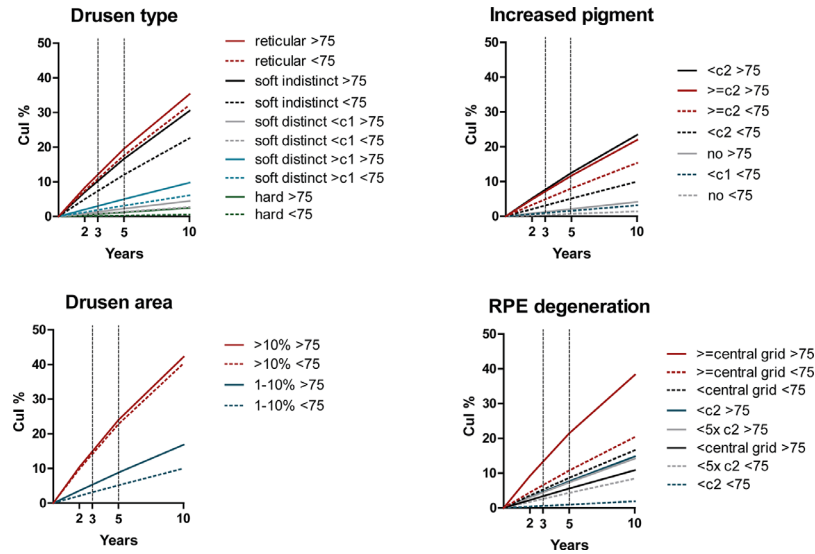 Drusen type
Cul %
50
40
30
20
10
0
2 3 5 10
Years
reticular >75
reticular <75
soft indistinct >75
soft indistinct <75
soft distinct <c1 >75
soft distinct <c1 <75
soft distinct >c1 >75
soft distinct >c1 <75
hard >75
hard <75
Increased pigment
Cul %
50
40
30
20
10
0
2 3 5 10
Years
<c2 >75
>=c2 >75
>=c2 <75
<c2 <75
no >75
<c1 <75
no <75
Drusen area
Cul %
50
40
30
20
10
0
2 3 5 10
Years
>10% >75
>10% <75
1-10% >75
1-10% <75
RPE degeneration
Cul %
50
40
30
20
10
0
2 3 5 10
Years
>=central grid >75
>=central grid <75
<central grid <75
<c2 >75
<5x c2 >75
<central grid >75
<5x c2 <75
<c2 <75